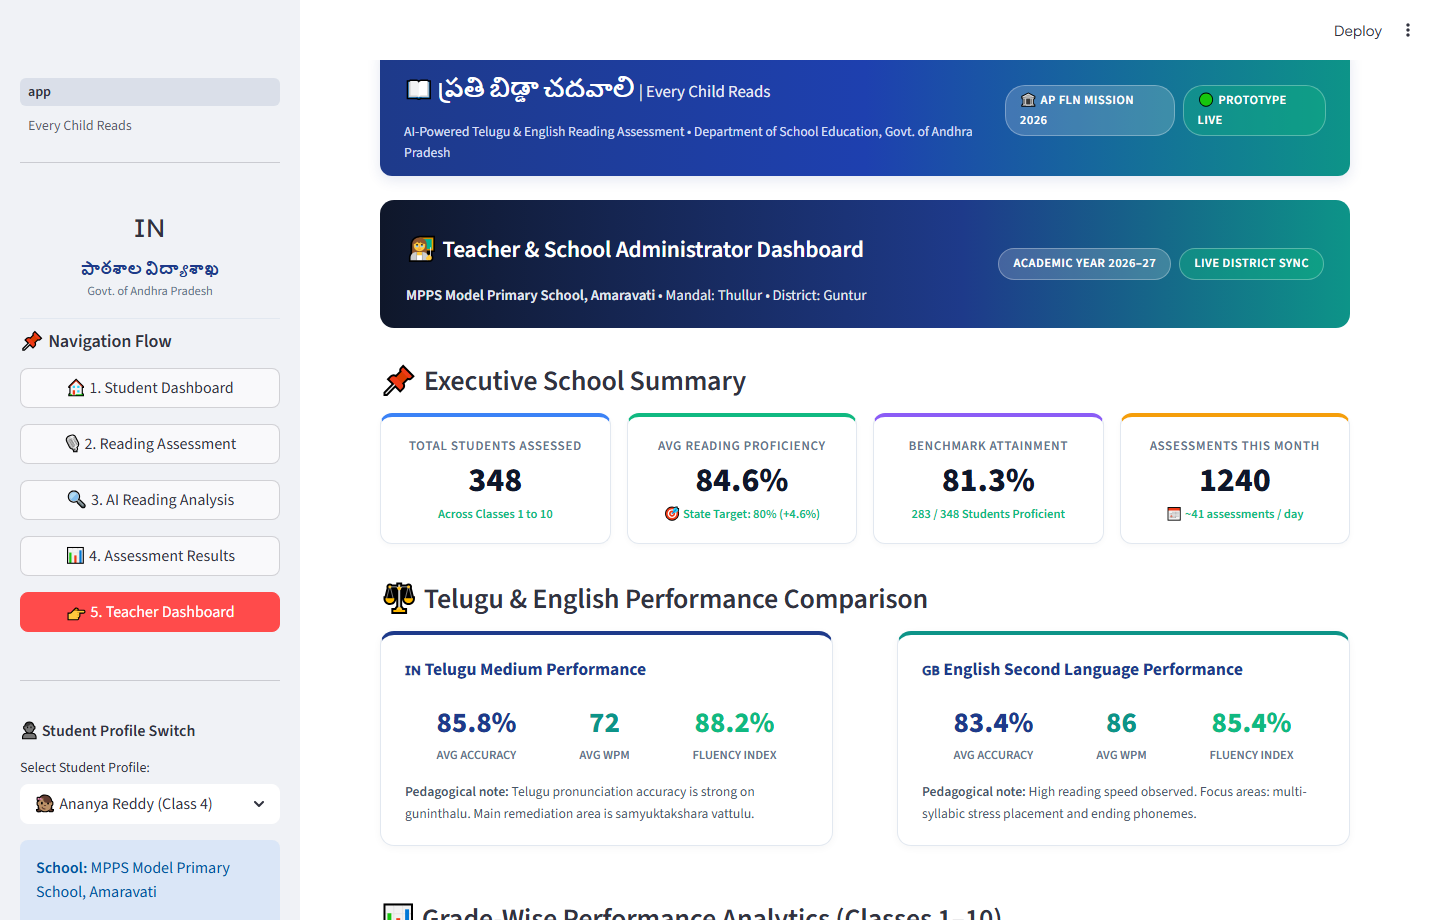 Deploy
app
Every Child Reads
IN
పాఠశాల విద్యాశాఖ
Govt. of Andhra Pradesh
📌 Navigation Flow
🏠 1. Student Dashboard
🎙️ 2. Reading Assessment
🔍 3. AI Reading Analysis
📊 4. Assessment Results
👉 5. Teacher Dashboard
Student Profile Switch
Select Student Profile:
Ananya Reddy (Class 4)
School: MPPS Model Primary
School, Amaravati
📖 ప్రతి బిడ్డా చదవాలి | Every Child Reads
AI-Powered Telugu & English Reading Assessment • Department of School Education, Govt. of Andhra
Pradesh
🏛️ AP FLN MISSION
2026
🟢 PROTOTYPE
LIVE
👩‍🏫 Teacher & School Administrator Dashboard
MPPS Model Primary School, Amaravati • Mandal: Thullur • District: Guntur
ACADEMIC YEAR 2026–27
LIVE DISTRICT SYNC
📌 Executive School Summary
TOTAL STUDENTS ASSESSED
348
Across Classes 1 to 10
AVG READING PROFICIENCY
84.6%
🎯 State Target: 80% (+4.6%)
BENCHMARK ATTAINMENT
81.3%
283 / 348 Students Proficient
ASSESSMENTS THIS MONTH
1240
📅 ~41 assessments / day
⚖️ Telugu & English Performance Comparison
IN Telugu Medium Performance
85.8% 72 88.2%
AVG ACCURACY AVG WPM FLUENCY INDEX
Pedagogical note: Telugu pronunciation accuracy is strong on
guninthalu. Main remediation area is samyuktakshara vattulu.
GB English Second Language Performance
83.4% 86 85.4%
AVG ACCURACY AVG WPM FLUENCY INDEX
Pedagogical note: High reading speed observed. Focus areas: multi-
syllabic stress placement and ending phonemes.
📊 Grade-Wise Performance Analytics (Classes 1–10)